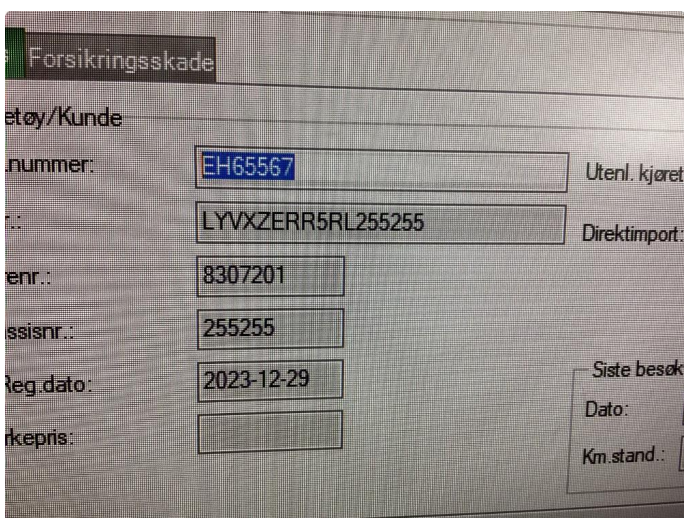 Forsikringsskade
etøy/Kunde
.nummer: EH65567 Utenl. kjøret
r.: LYVXZERR5RL255255 Direktimport:
renr.: 8307201
assisnr.: 255255
Reg.dato: 2023-12-29 Siste besøk
Dato:
rkepris:
Km.stand.: